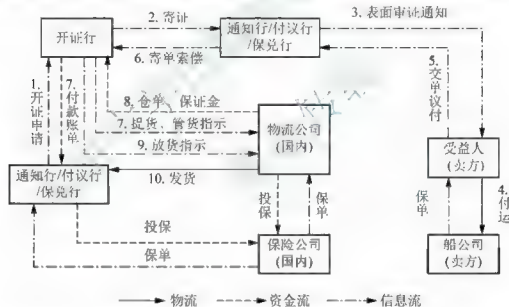 2. 寄证
3. 表面审证通知
开证行
通知行/付议行
/保兑行
6. 寄单索偿
1.开证申请
7.付款账单
8. 仓单、保证金
7. 提货、管货指示
9. 放货指示
10. 发货
物流公司
(国内)
5.交单议付
受益人
(卖方)
通知行/付议行
/保兑行
投保
保单
保单
4.付运
投保
保单
保险公司
(国内)
船公司
(卖方)
物流
资金流
信息流